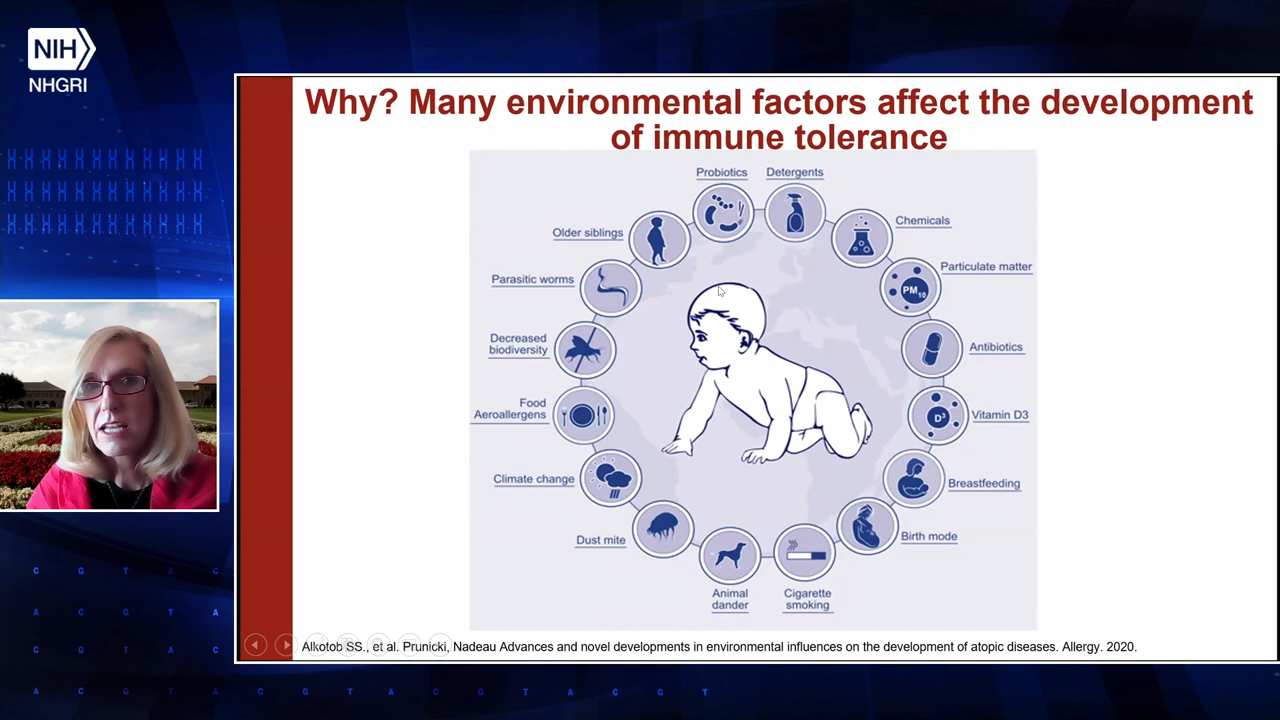 NIH
NHGRI
Why? Many environmental factors affect the development
of immune tolerance
Probiotics
Detergents
Older siblings
Chemicals
Parasitic worms
Particulate matter
PM10
Decreased
biodiversity
Antibiotics
Food
Aeroallergens
D3
Vitamin D3
Climate change
Breastfeeding
Dust mite
Birth mode
Animal
dander
Cigarette
smoking
Alkotob SS., et al. Prunicki, Nadeau Advances and novel developments in environmental influences on the development of atopic diseases. Allergy. 2020.
C G T A C
A C G T A
C G T A C
A C G T A C G T A C G T A C G T